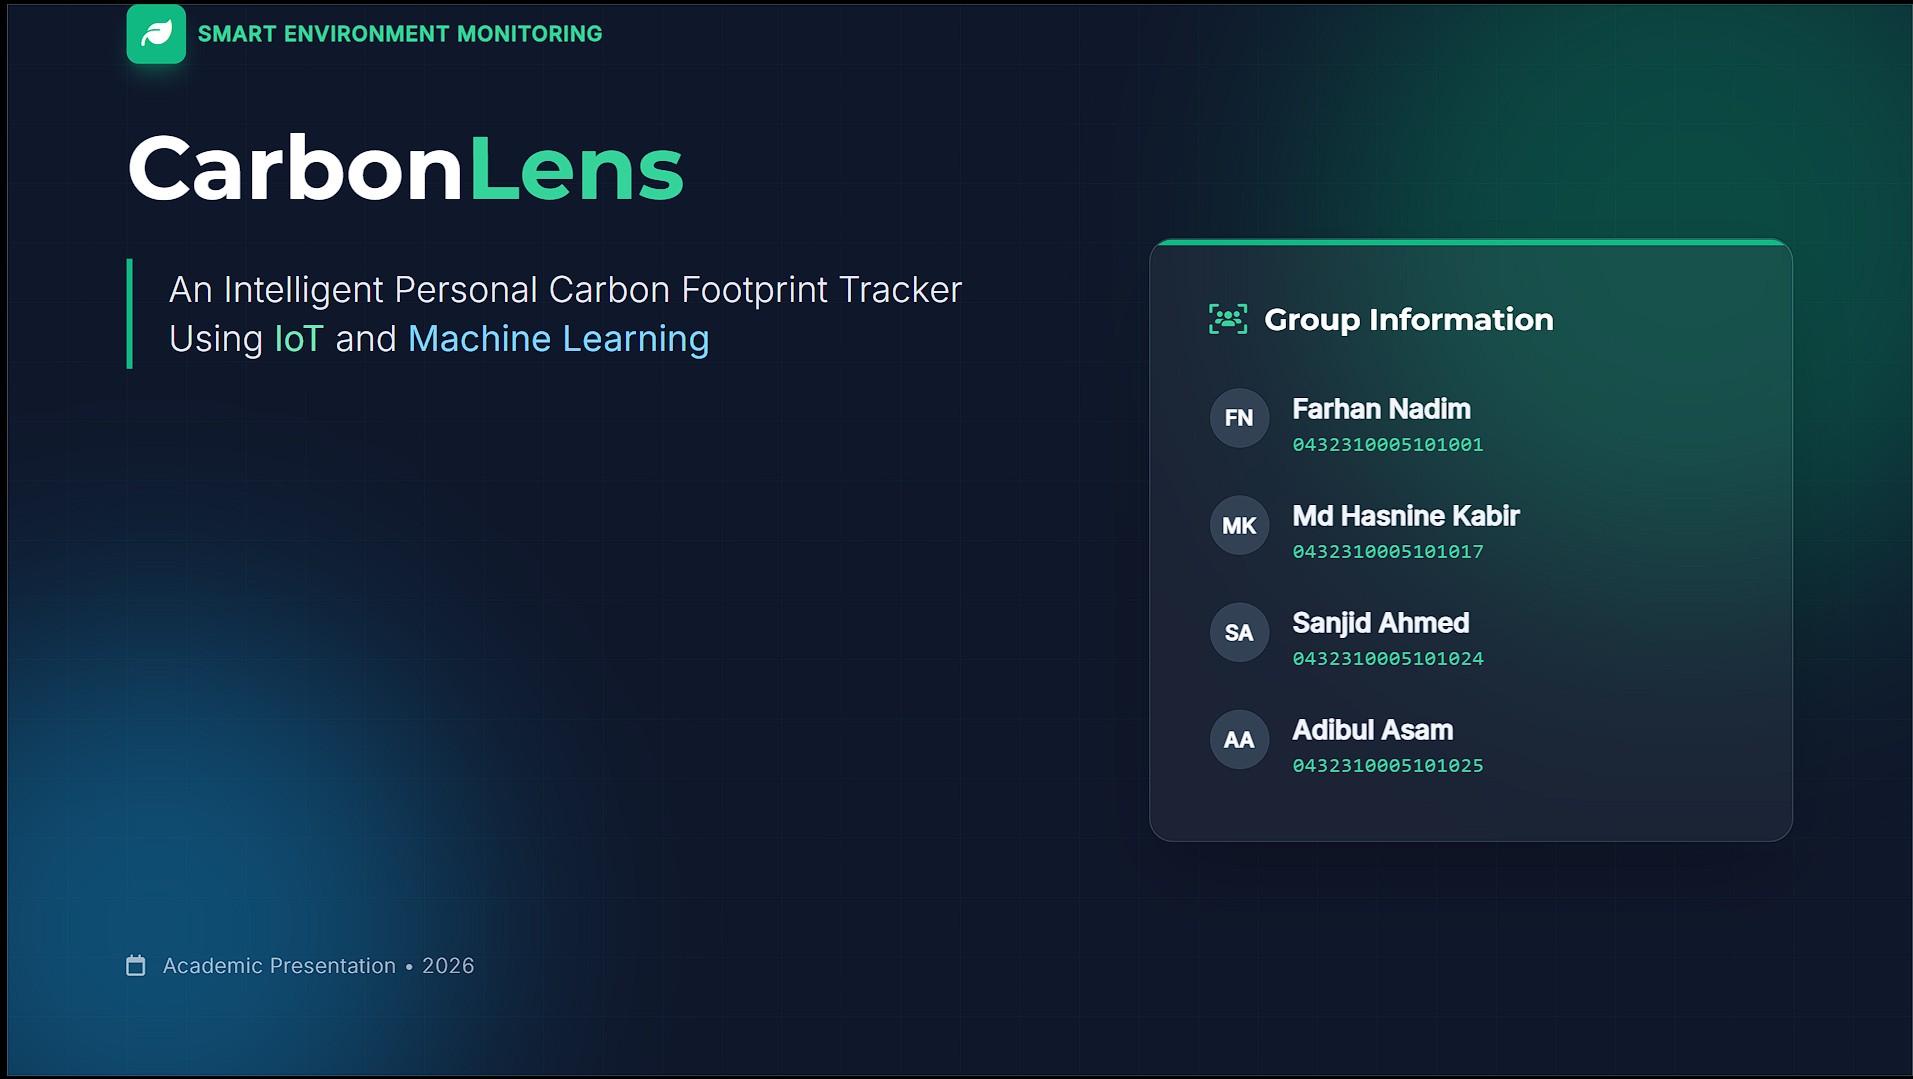 SMART ENVIRONMENT MONITORING
CarbonLens
An Intelligent Personal Carbon Footprint Tracker
Using IoT and Machine Learning
Group Information
FN
Farhan Nadim
0432310005101001
MK
Md Hasnine Kabir
0432310005101017
SA
Sanjid Ahmed
0432310005101024
AA
Adibul Asam
0432310005101025
Academic Presentation • 2026